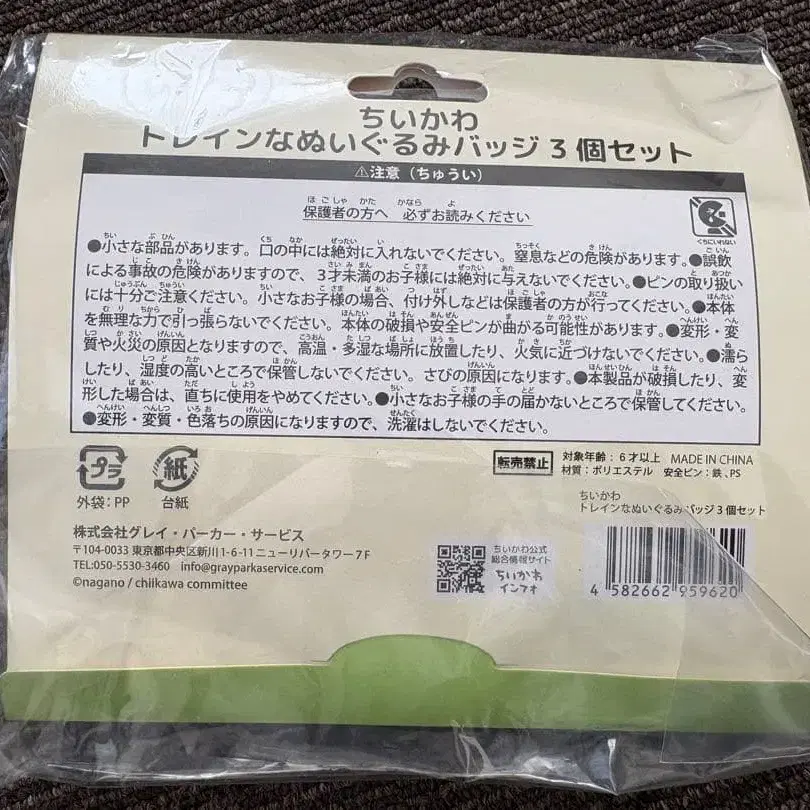 ちいかわ
トレインなぬいぐるみバッジ3個セット
⚠注意（ちゅうい）
保護者の方へ 必ずお読みください
くちにいれない
●小さな部品があります。口の中には絶対に入れないでください。窒息などの危険があります。●誤飲
による事故の危険がありますので、3才未満のお子様には絶対に与えないでください。●ピンの取り扱い
には十分ご注意ください。小さなお子様の場合、付け外しなどは保護者の方が行ってください。●本体
を無理な力で引っ張らないでください。本体の破損や安全ピンが曲がる可能性があります。●変形・変
質や火災の原因となりますので、高温・多湿な場所に放置したり、火気に近づけないでください。●濡ら
したり、湿度の高いところで保管しないでください。さびの原因になります。●本製品が破損したり、変
形した場合は、直ちに使用をやめてください。●小さなお子様の手の届かないところで保管してください。
●変形・変質・色落ちの原因になりますので、洗濯はしないでください。
プラ
紙
外袋：PP
台紙
転売禁止
対象年齢：6才以上 MADE IN CHINA
材質：ポリエステル 安全ピン：鉄、PS
ちいかわ
トレインなぬいぐるみバッジ3個セット
株式会社グレイ・パーカー・サービス
〒104-0033 東京都中央区新川1-6-11ニューリバータワー7F
TEL:050-5530-3460 info@grayparkaservice.com
©nagano / chiikawa committee
ちいかわ公式
総合情報サイト
ちいかわ
インフォ
4 582662 959620